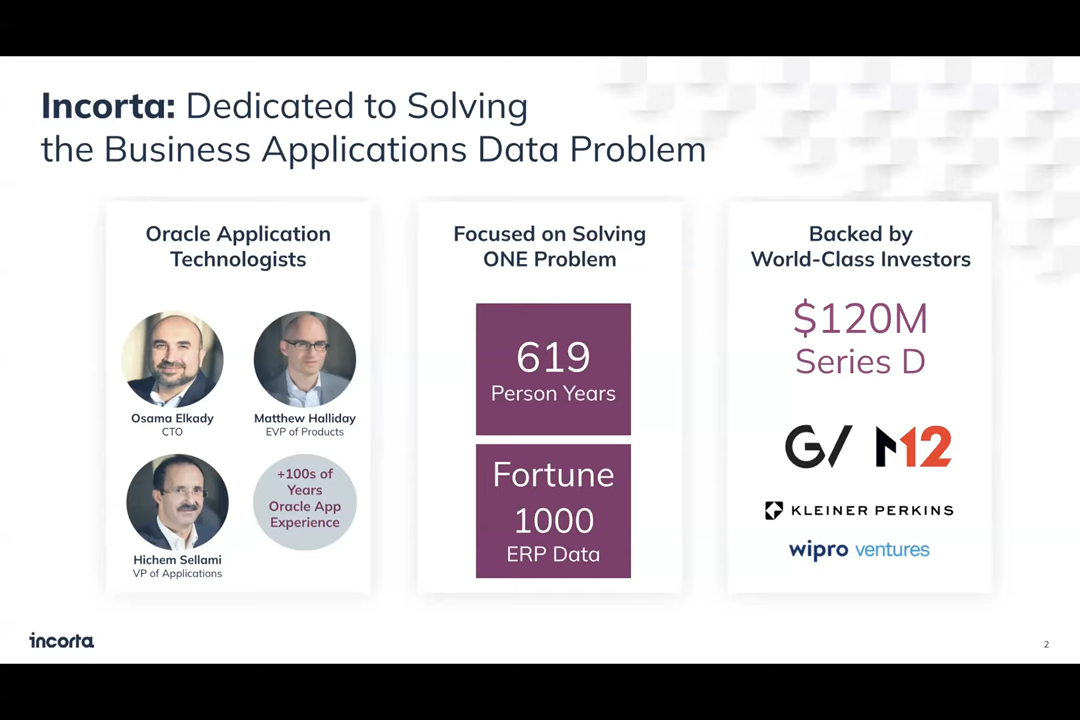 Incorta: Dedicated to Solving
the Business Applications Data Problem
Oracle Application
Technologists
Osama Elkady
CTO
Matthew Halliday
EVP of Products
Hichem Sellami
VP of Applications
+100s of
Years
Oracle App
Experience
Focused on Solving
ONE Problem
619
Person Years
Fortune
1000
ERP Data
Backed by
World-Class Investors
$120M
Series D
G/ M12
KLEINER PERKINS
wipro ventures
incorta
2